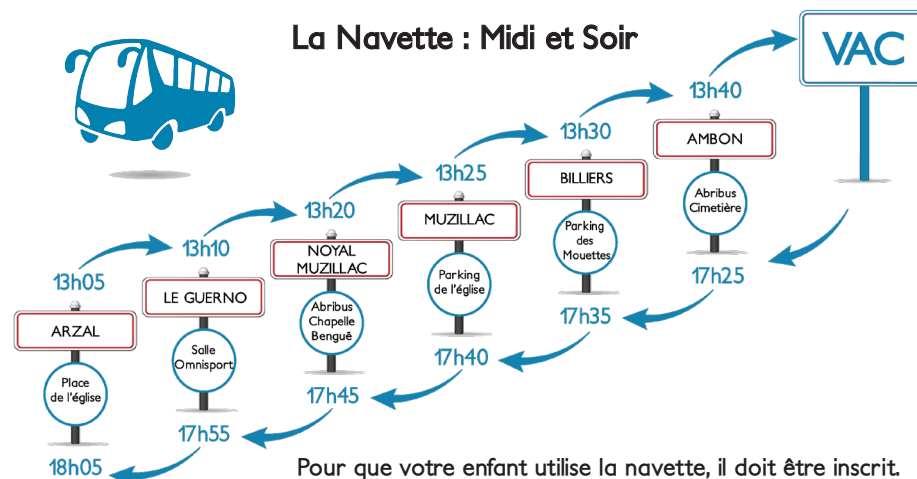 La Navette : Midi et Soir
VAC
13h40
AMBON
Abribus
Cimetière
17h25
13h30
BILLIERS
Parking
des
Mouettes
17h35
13h25
MUZILLAC
Parking
de l'église
17h40
13h20
NOYAL
MUZILLAC
Abribus
Chapelle
Benguë
17h45
13h10
LE GUERNO
Salle
Omnisport
17h55
13h05
ARZAL
Place
de l'église
18h05
Pour que votre enfant utilise la navette, il doit être inscrit.